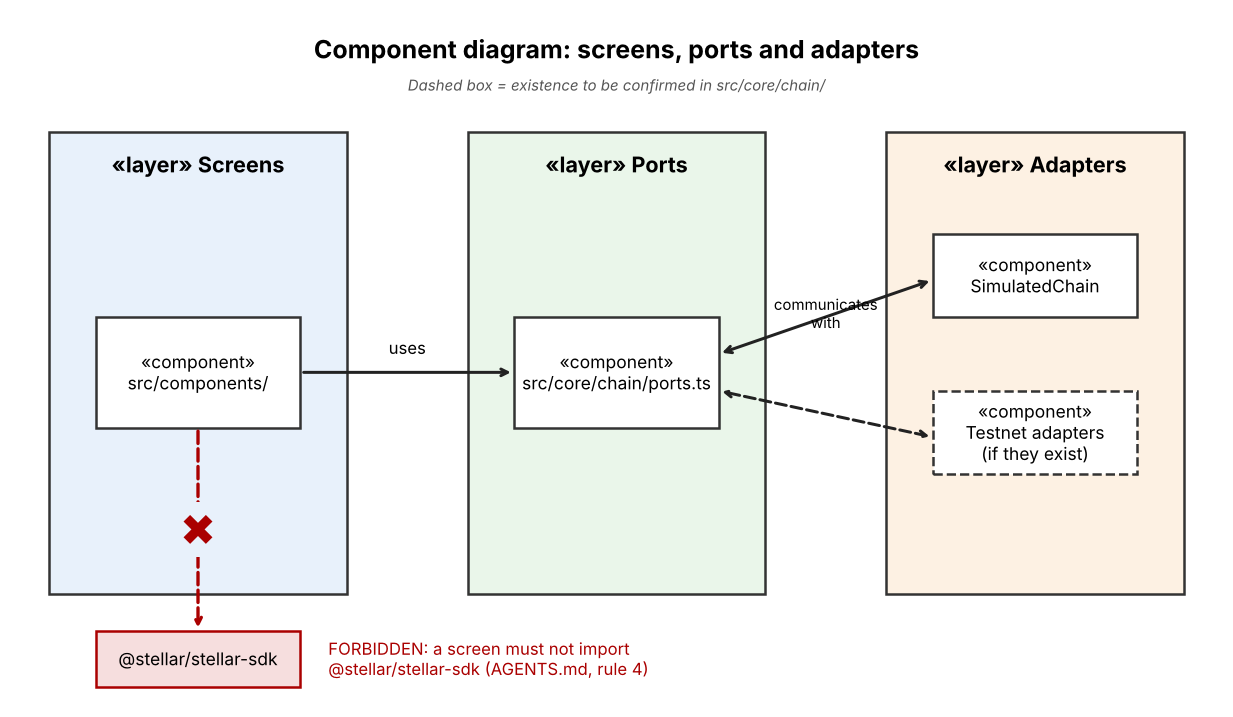 Component diagram: screens, ports and adapters
Dashed box = existence to be confirmed in src/core/chain/
«layer» Screens
«component»
src/components/
uses
«layer» Ports
«component»
src/core/chain/ports.ts
communicates
with
«layer» Adapters
«component»
SimulatedChain
«component»
Testnet adapters
(if they exist)
@stellar/stellar-sdk
FORBIDDEN: a screen must not import
@stellar/stellar-sdk (AGENTS.md, rule 4)